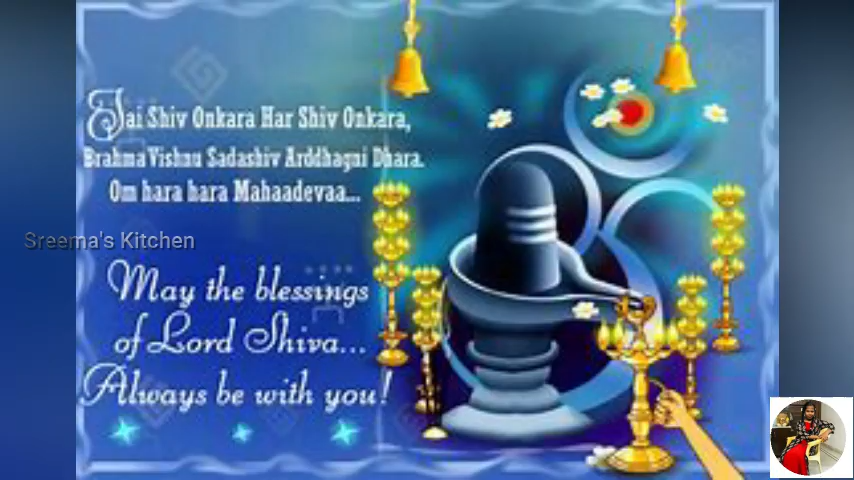 Jai Shiv Onkara Har Shiv Onkara,
Brahma Vishnu Sadashiv Arddhagni Dhara.
Om hara hara Mahaadevaa...
Sreema's Kitchen
May the blessings
of Lord Shiva...
Always be with you!